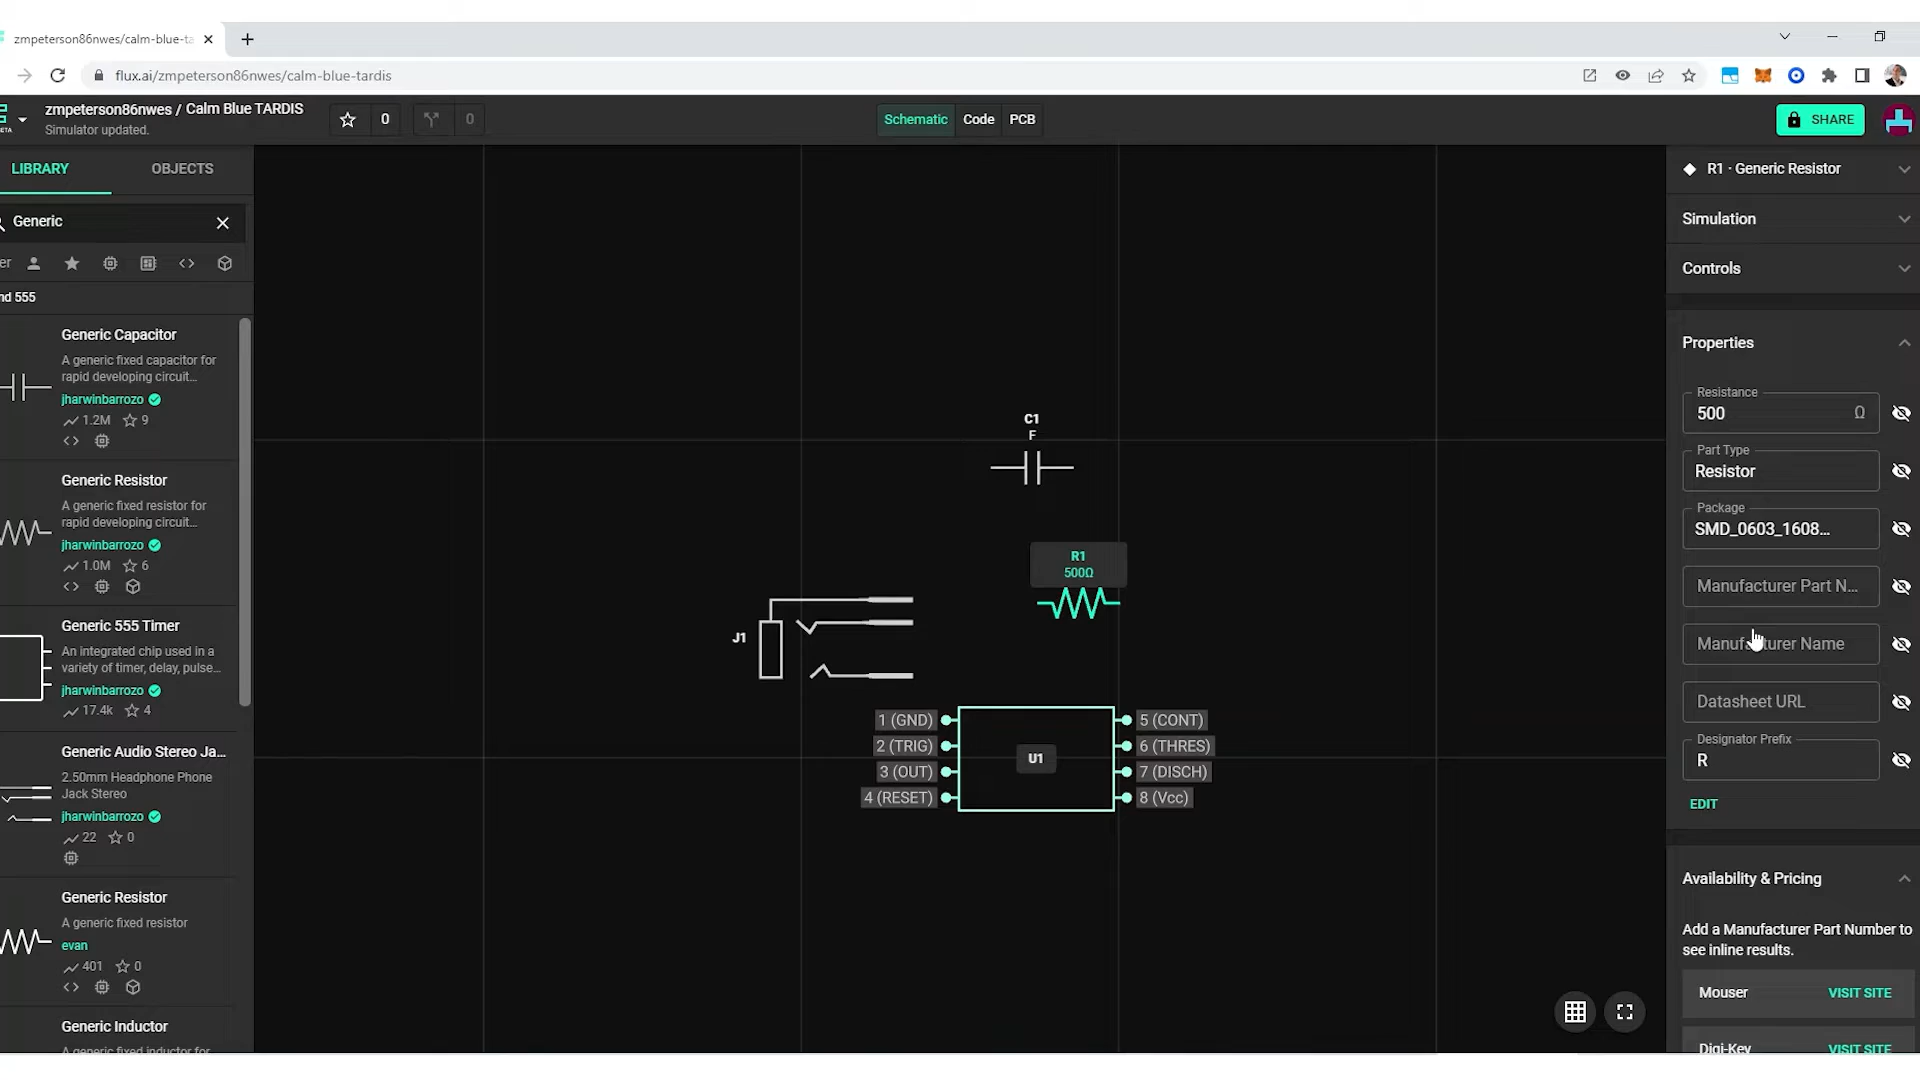 zmpeterson86nwes/calm-blue-ta
flux.ai/zmpeterson86nwes/calm-blue-tardis
zmpeterson86nwes / Calm Blue TARDIS
Simulator updated.
0
0
Schematic
Code
PCB
SHARE
LIBRARY
OBJECTS
Generic
er
nd 555
Generic Capacitor
A generic fixed capacitor for
rapid developing circuit...
jharwinbarrozo
1.2M
9
Generic Resistor
A generic fixed resistor for
rapid developing circuit...
jharwinbarrozo
1.0M
6
Generic 555 Timer
An integrated chip used in a
variety of timer, delay, pulse...
jharwinbarrozo
17.4k
4
Generic Audio Stereo Ja...
2.50mm Headphone Phone
Jack Stereo
jharwinbarrozo
22
0
Generic Resistor
A generic fixed resistor
evan
401
0
Generic Inductor
A generic fixed inductor for
C1
F
R1
500Ω
J1
1 (GND)
2 (TRIG)
3 (OUT)
4 (RESET)
U1
5 (CONT)
6 (THRES)
7 (DISCH)
8 (Vcc)
R1 · Generic Resistor
Simulation
Controls
Properties
Resistance
500
Ω
Part Type
Resistor
Package
SMD_0603_1608...
Manufacturer Part N...
Manufacturer Name
Datasheet URL
Designator Prefix
R
EDIT
Availability & Pricing
Add a Manufacturer Part Number to
see inline results.
Mouser
VISIT SITE
Digi-Key
VISIT SITE